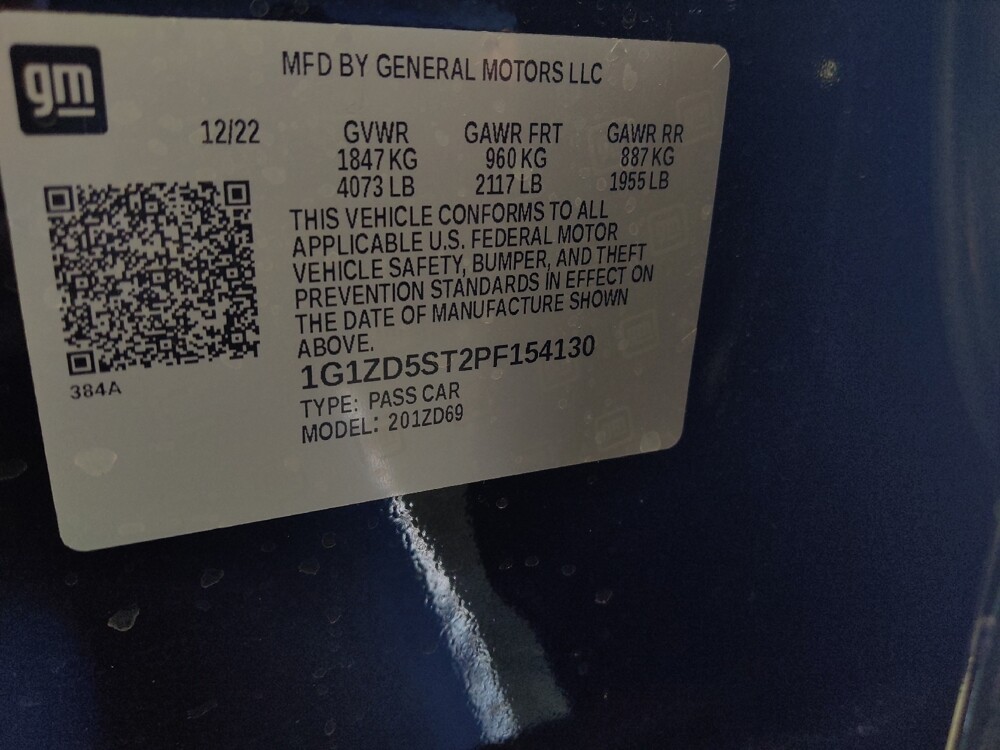 gm
MFD BY GENERAL MOTORS LLC
12/22 GVWR GAWR FRT GAWR RR
1847 KG 960 KG 887 KG
4073 LB 2117 LB 1955 LB
THIS VEHICLE CONFORMS TO ALL
APPLICABLE U.S. FEDERAL MOTOR
VEHICLE SAFETY, BUMPER, AND THEFT
PREVENTION STANDARDS IN EFFECT ON
THE DATE OF MANUFACTURE SHOWN
ABOVE.
384A
1G1ZD5ST2PF154130
TYPE: PASS CAR
MODEL: 201ZD69